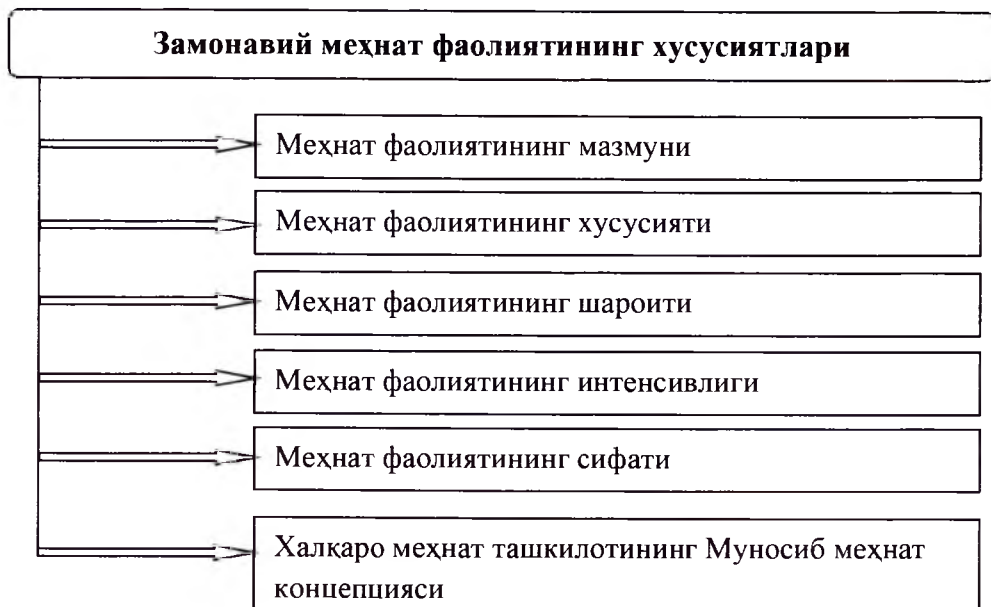 Замонавий меҳнат фаолиятининг хусусиятлари
Меҳнат фаолиятининг мазмуни
Меҳнат фаолиятининг хусусияти
Меҳнат фаолиятининг шароити
Меҳнат фаолиятининг интенсивлиги
Меҳнат фаолиятининг сифати
Халқаро меҳнат ташкилотининг Муносиб меҳнат
концепцияси